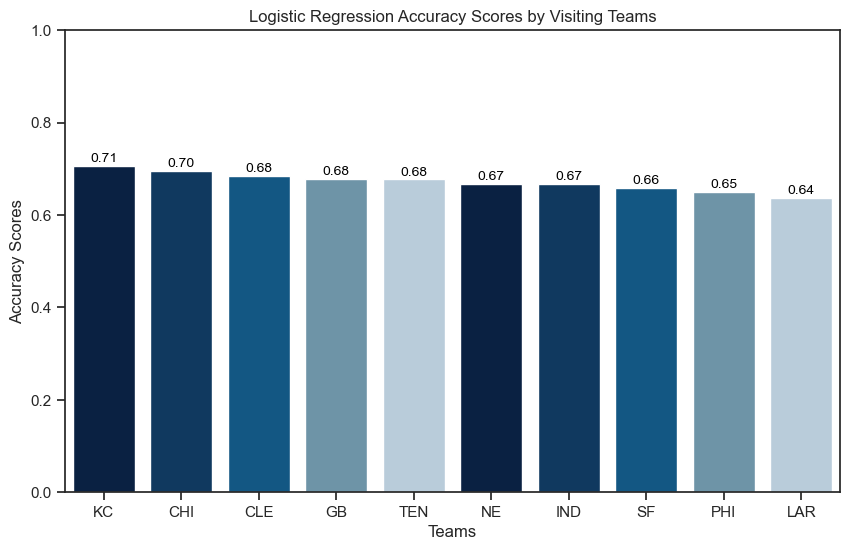 Logistic Regression Accuracy Scores by Visiting Teams
1.0
0.8
0.6
0.4
0.2
0.0
Accuracy Scores
0.71 0.70 0.68 0.68 0.68 0.67 0.67 0.66 0.65 0.64
KC CHI CLE GB TEN NE IND SF PHI LAR
Teams